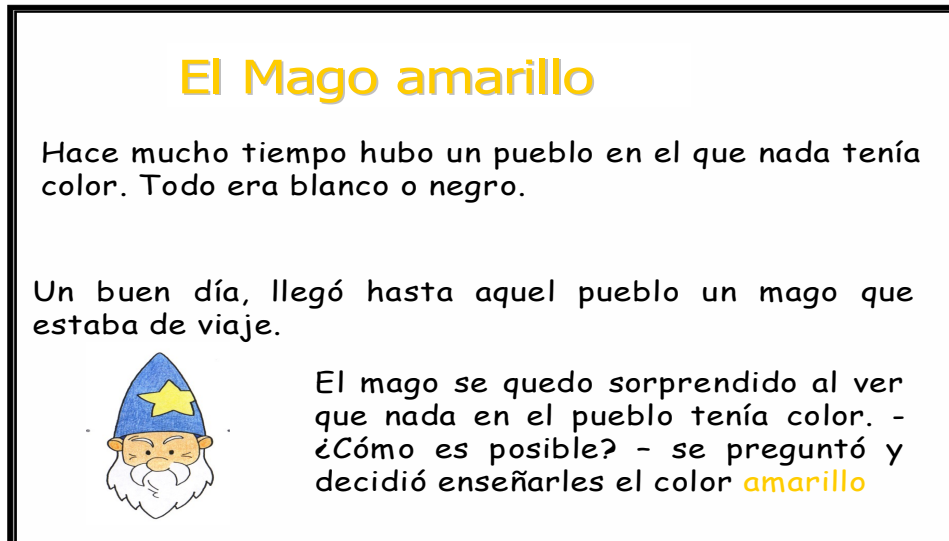 El Mago amarillo
Hace mucho tiempo hubo un pueblo en el que nada tenía
color. Todo era blanco o negro.
Un buen día, llegó hasta aquel pueblo un mago que
estaba de viaje.
El mago se quedo sorprendido al ver
que nada en el pueblo tenía color. -
¿Cómo es posible? – se preguntó y
decidió enseñarles el color amarillo